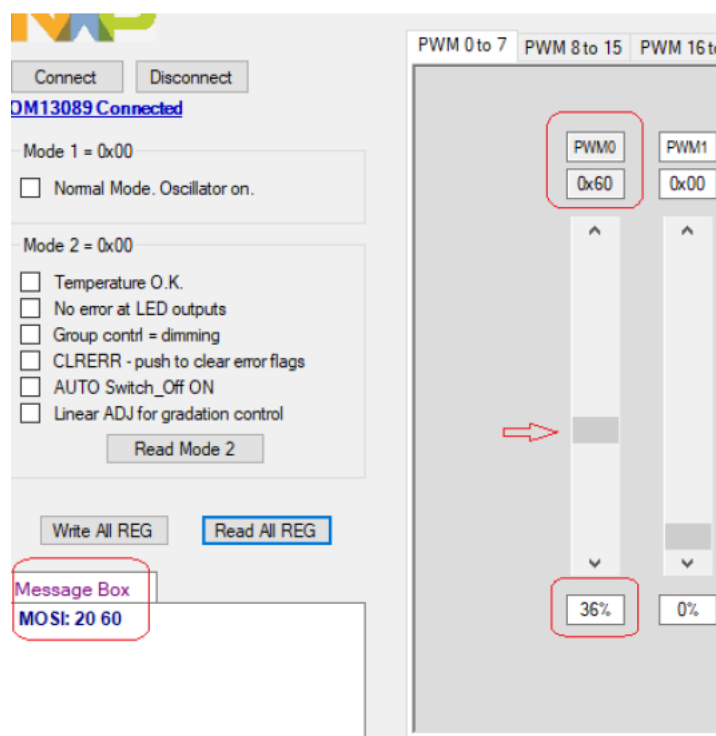 NXP
Connect
Disconnect
OM13089 Connected
Mode 1 = 0x00
Normal Mode. Oscillator on.
Mode 2 = 0x00
Temperature O.K.
No error at LED outputs
Group contrl = dimming
CLRERR - push to clear error flags
AUTO Switch_Off ON
Linear ADJ for gradation control
Read Mode 2
Write All REG
Read All REG
Message Box
MOSI: 20 60
PWM 0 to 7
PWM 8 to 15
PWM 16 t
PWM0
PWM1
0x60
0x00
36%
0%